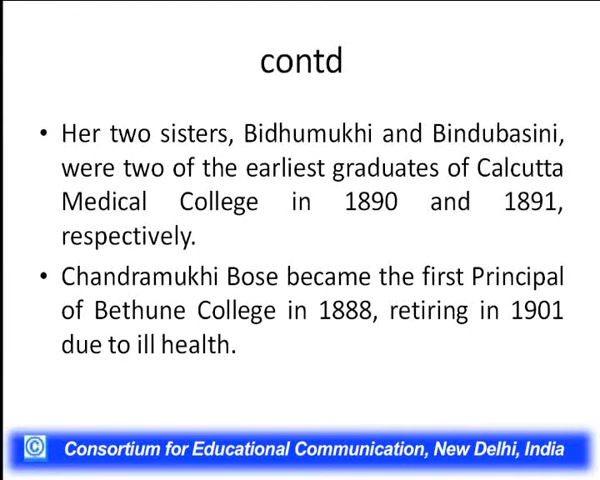 contd
• Her two sisters, Bidhumukhi and Bindubasini,
were two of the earliest graduates of Calcutta
Medical College in 1890 and 1891,
respectively.
• Chandramukhi Bose became the first Principal
of Bethune College in 1888, retiring in 1901
due to ill health.
© Consortium for Educational Communication, New Delhi, India